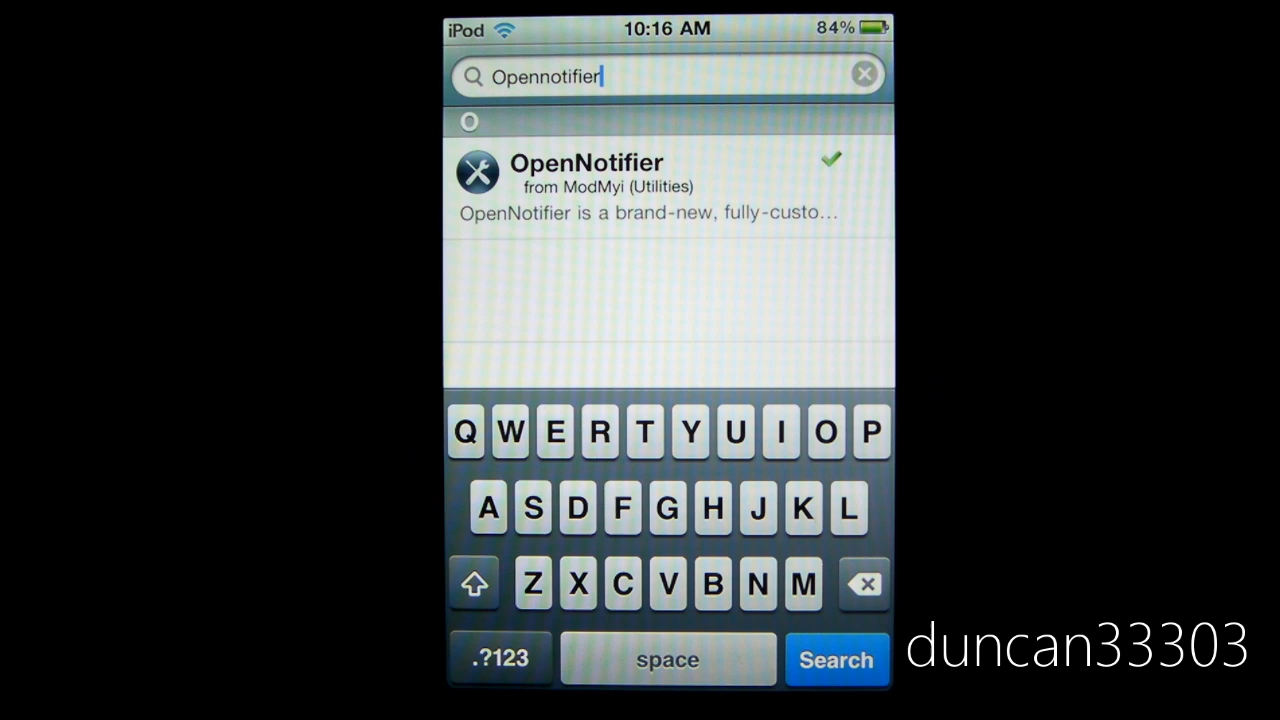 iPod 10:16 AM 84%
Opennotifier
O
OpenNotifier
from ModMyi (Utilities)
OpenNotifier is a brand-new, fully-custo...
Q W E R T Y U I O P
A S D F G H J K L
Z X C V B N M
.?123 space Search
duncan33303